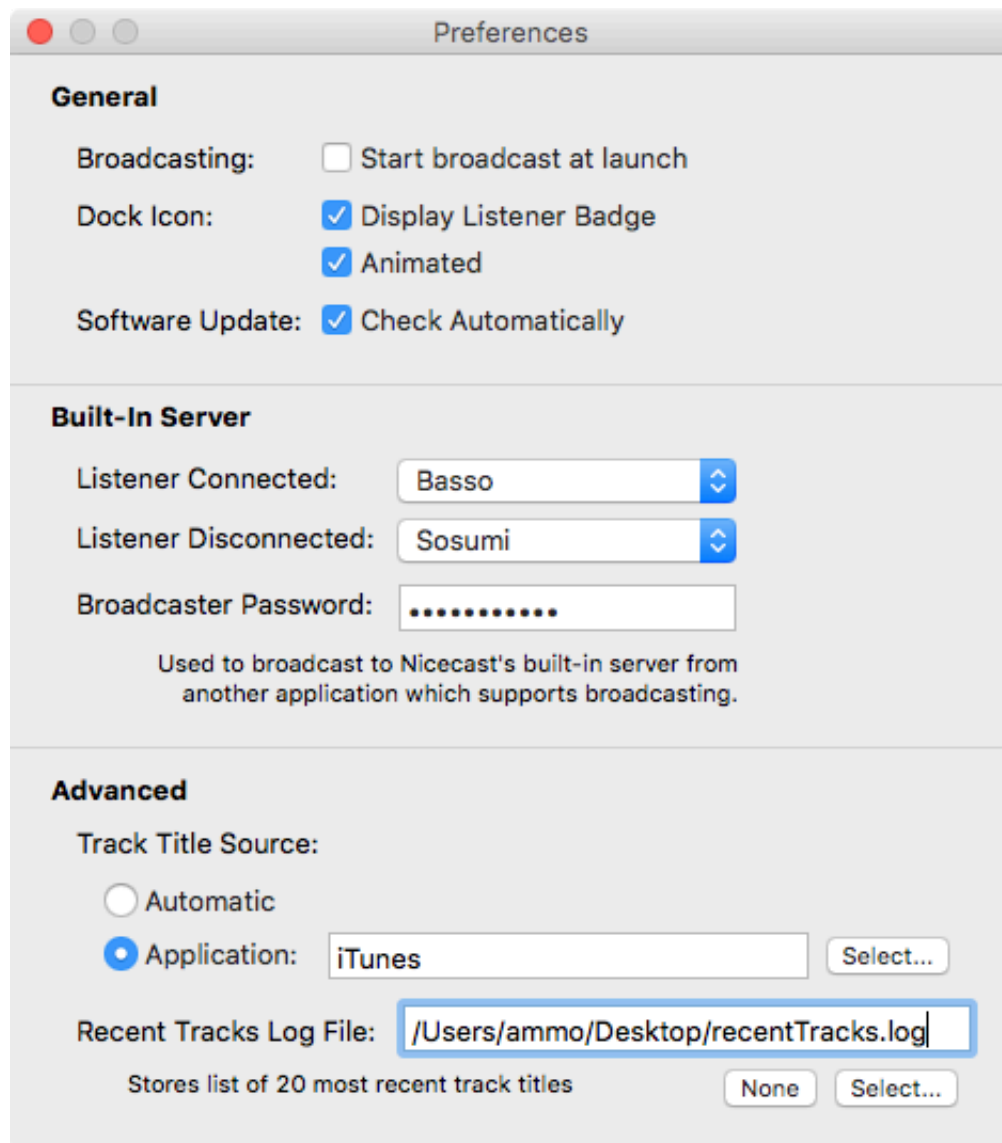 Preferences
General
Broadcasting: Start broadcast at launch
Dock Icon: Display Listener Badge
Animated
Software Update: Check Automatically
Built-In Server
Listener Connected: Basso
Listener Disconnected: Sosumi
Broadcaster Password: •••••••••••
Used to broadcast to Nicecast's built-in server from
another application which supports broadcasting.
Advanced
Track Title Source:
Automatic
Application: iTunes Select...
Recent Tracks Log File: /Users/ammo/Desktop/recentTracks.log
Stores list of 20 most recent track titles None Select...